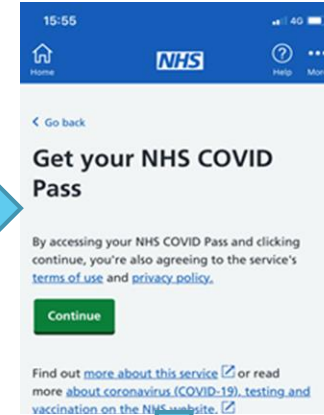 15:55
4G
Home
NHS
Help
Mor
Go back
Get your NHS COVID
Pass
By accessing your NHS COVID Pass and clicking
continue, you're also agreeing to the service's
terms of use and privacy policy.
Continue
Find out more about this service or read
more about coronavirus (COVID-19), testing and
vaccination on the NHS website.